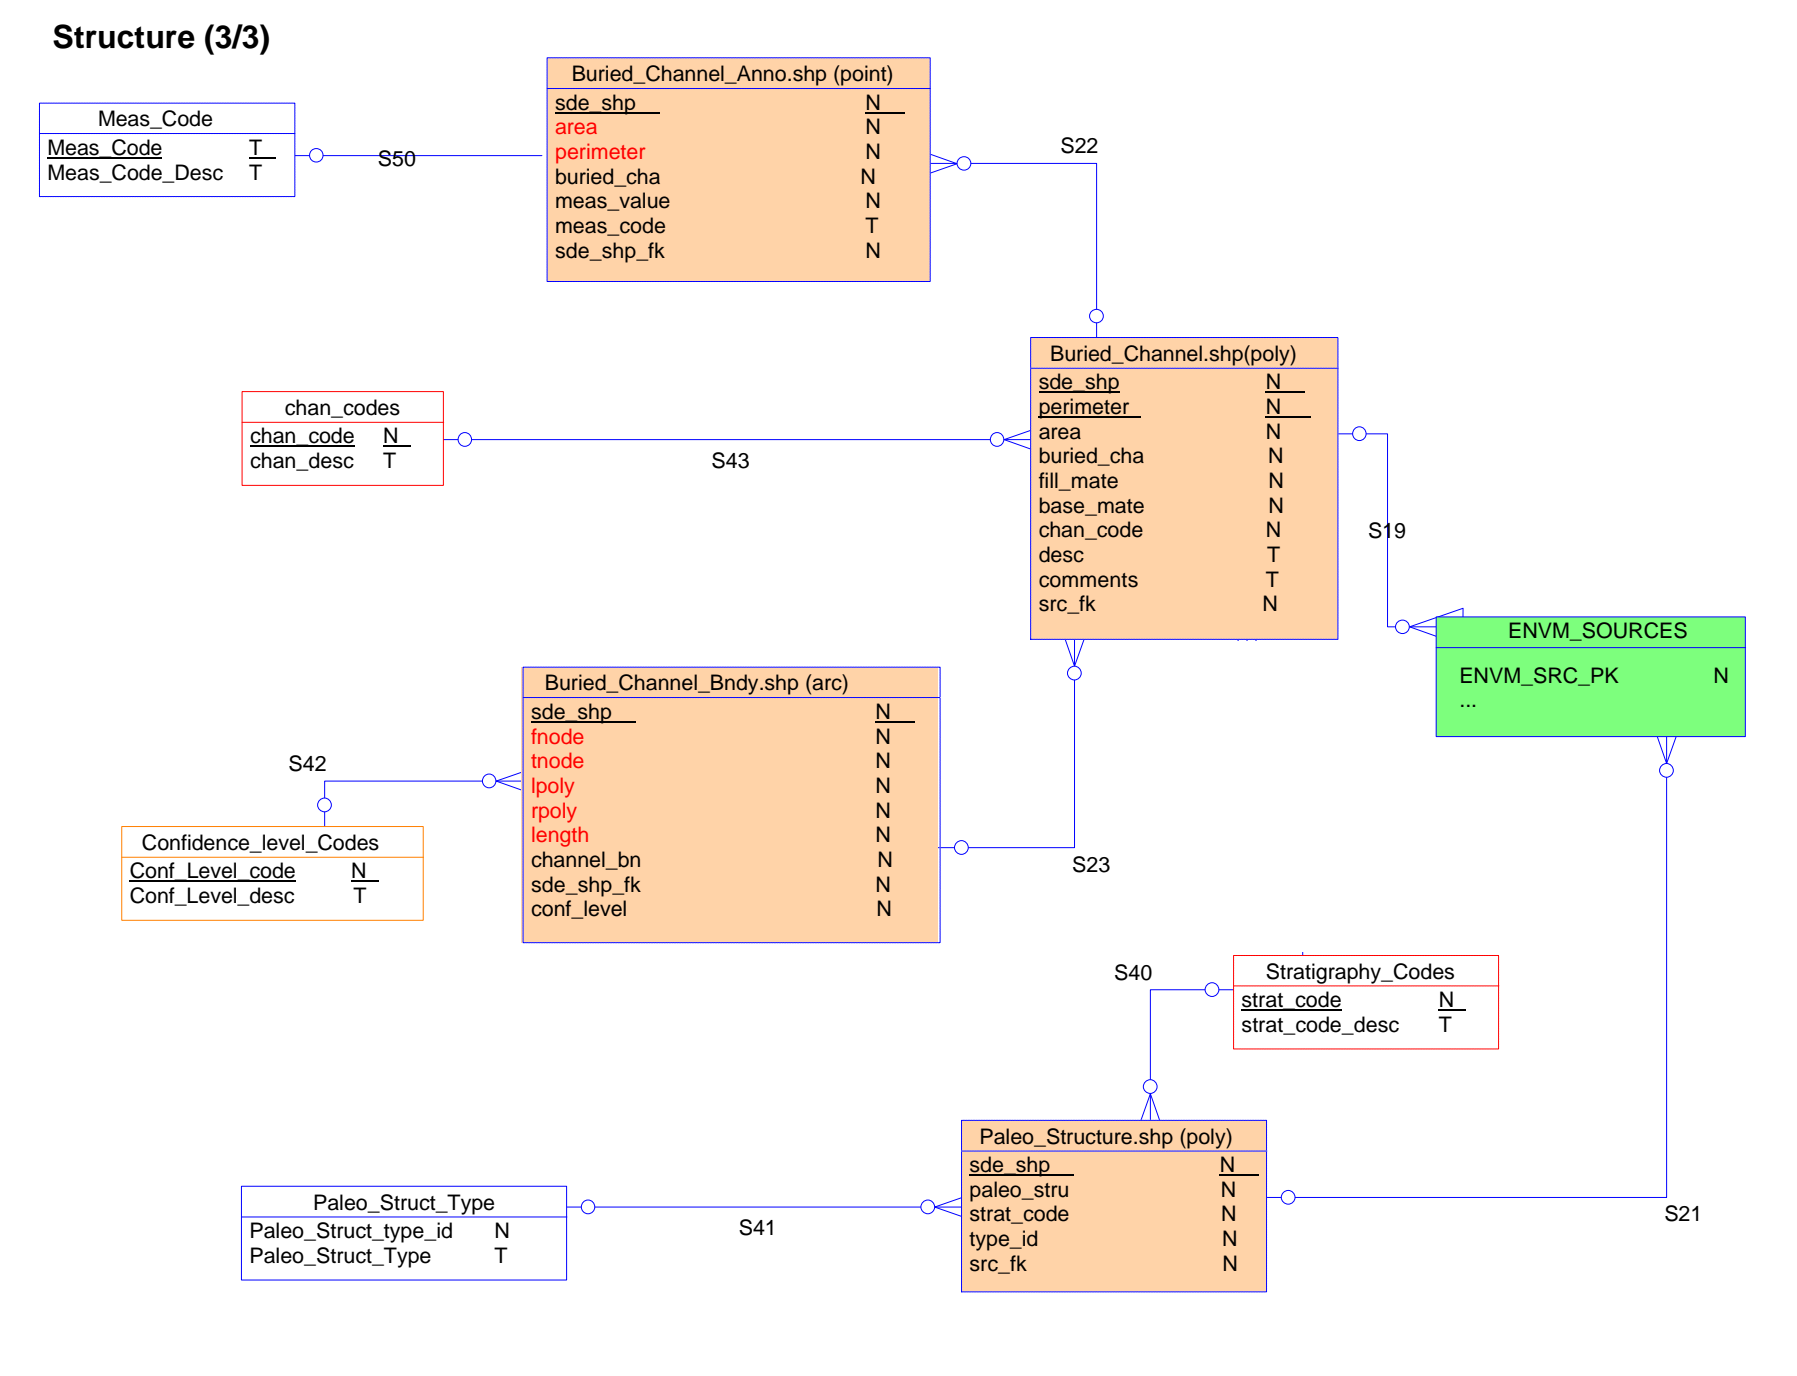 Structure (3/3)
Buried_Channel_Anno.shp (point)
sde_shp N
area N
perimeter N
buried_cha N
meas_value N
meas_code T
sde_shp_fk N
Meas_Code
Meas_Code T
Meas_Code_Desc T
S50
S22
Buried_Channel.shp(poly)
sde_shp N
perimeter N
area N
buried_cha N
fill_mate N
base_mate N
chan_code N
desc T
comments T
src_fk N
chan_codes
chan_code N
chan_desc T
S43
S19
ENVM_SOURCES
ENVM_SRC_PK N
...
Buried_Channel_Bndy.shp (arc)
sde_shp N
fnode N
tnode N
lpoly N
rpoly N
length N
channel_bn N
sde_shp_fk N
conf_level N
S42
Confidence_level_Codes
Conf_Level_code N
Conf_Level_desc T
S23
S40
Stratigraphy_Codes
strat_code N
strat_code_desc T
Paleo_Structure.shp (poly)
sde_shp N
paleo_stru N
strat_code N
type_id N
src_fk N
Paleo_Struct_Type
Paleo_Struct_type_id N
Paleo_Struct_Type T
S41
S21